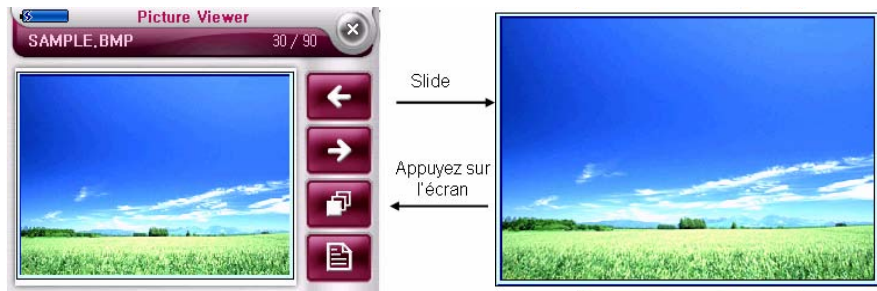 Picture Viewer
SAMPLE.BMP 30 / 90
Slide
Appuyez sur
l'écran